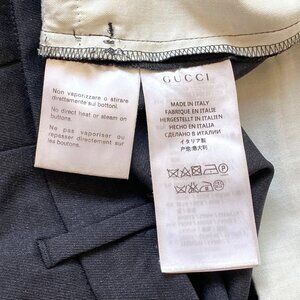 Non vaporizzare o stirare
direttamente sui bottoni.
No direct heat or steam on
buttons.
Ne pas vaporiser ou
repasser directement sur les
boutons.
GUCCI
MADE IN ITALY
FABRIQUE EN ITALIE
HERGESTELLT IN ITALIEN
HECHO EN ITALIA
СДЕЛАНО В ИТАЛИИ
イタリア製
产地:意大利